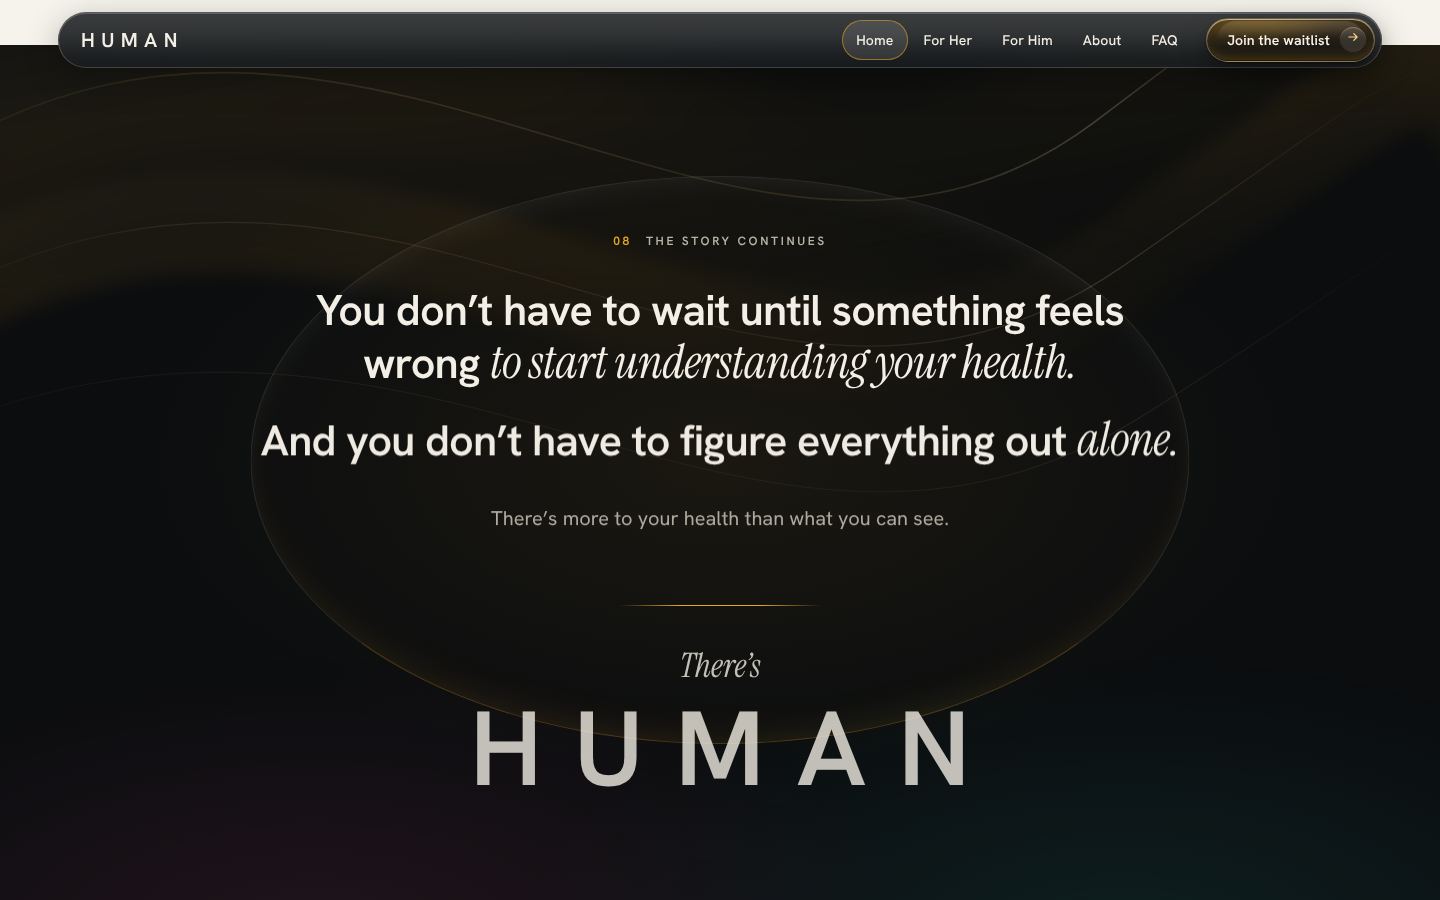 HUMAN
Home
For Her
For Him
About
FAQ
Join the waitlist →
08 THE STORY CONTINUES
You don’t have to wait until something feels
wrong to start understanding your health.
And you don’t have to figure everything out alone.
There’s more to your health than what you can see.
There’s
HUMAN